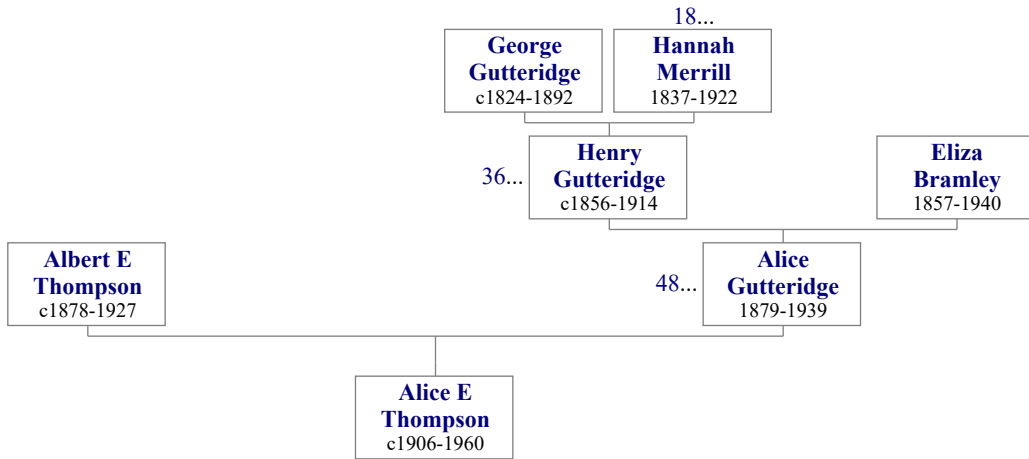 18...
George
Gutteridge
c1824-1892
Hannah
Merrill
1837-1922
36...
Henry
Gutteridge
c1856-1914
Eliza
Bramley
1857-1940
Albert E
Thompson
c1878-1927
48...
Alice
Gutteridge
1879-1939
Alice E
Thompson
c1906-1960